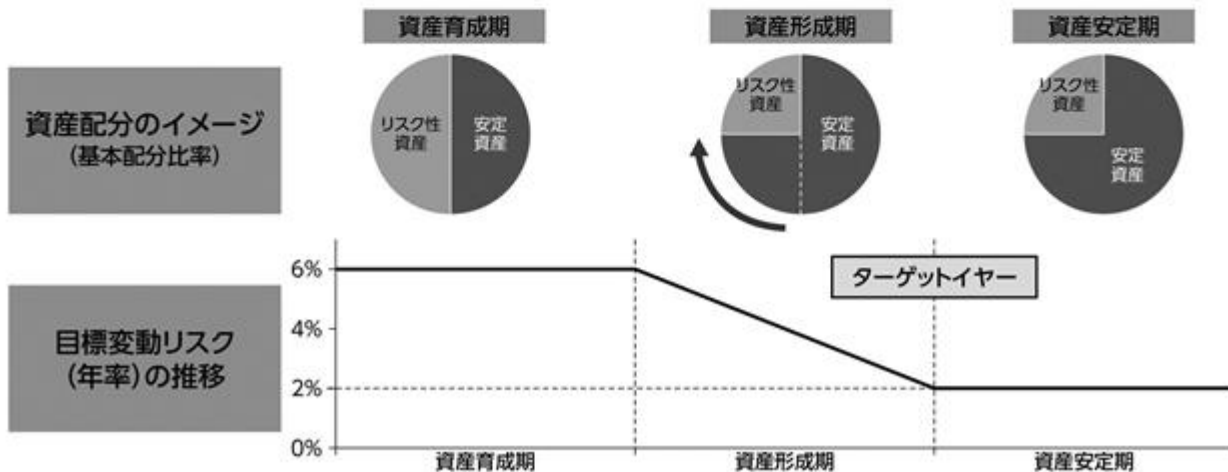 資産育成期
資産形成期
資産安定期
資産配分のイメージ
(基本配分比率)
リスク性
資産
安定
資産
リスク性
資産
安定
資産
リスク性
資産
安定
資産
目標変動リスク
(年率)の推移
6%
4%
2%
0%
ターゲットイヤー
資産育成期
資産形成期
資産安定期